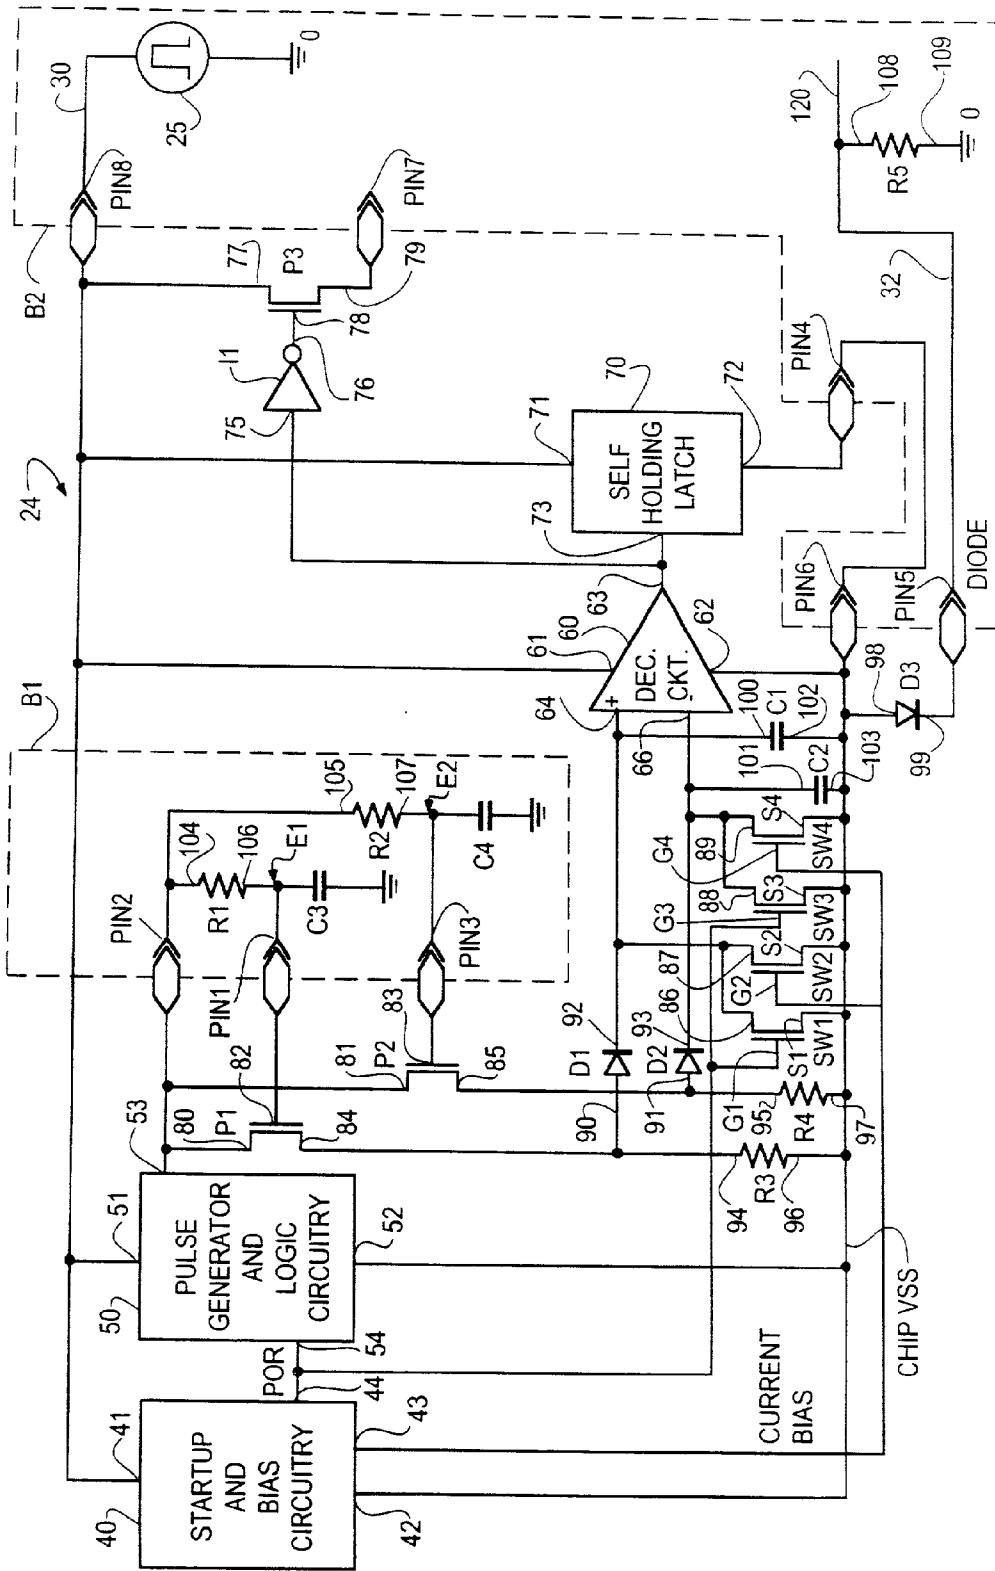 24
B1
B2
30
25
0
PIN8
77
P3
78
79
PIN7
I1
75
76
41
40
STARTUP
AND
BIAS
CIRCUITRY
42
43
44
POR
54
51
50
PULSE
GENERATOR
AND
LOGIC
CIRCUITRY
52
53
PIN2
104
R1
106
E1
C3
105
R2
107
E2
C4
PIN1
PIN3
80
P1
82
84
81
P2
83
85
61
60
63
64
+
DEC.
CKT.
-
66
62
73
71
70
SELF
HOLDING
LATCH
72
PIN4
PIN6
PIN5
DIODE
32
120
108
R5
109
0
90
D1
92
91
D2
93
86
87
88
89
G1
G2
G3
G4
S1
S2
S3
S4
SW1
SW2
SW3
SW4
100
C1
102
101
C2
103
98
D3
99
94
R3
96
95
R4
97
CURRENT
BIAS
CHIP VSS